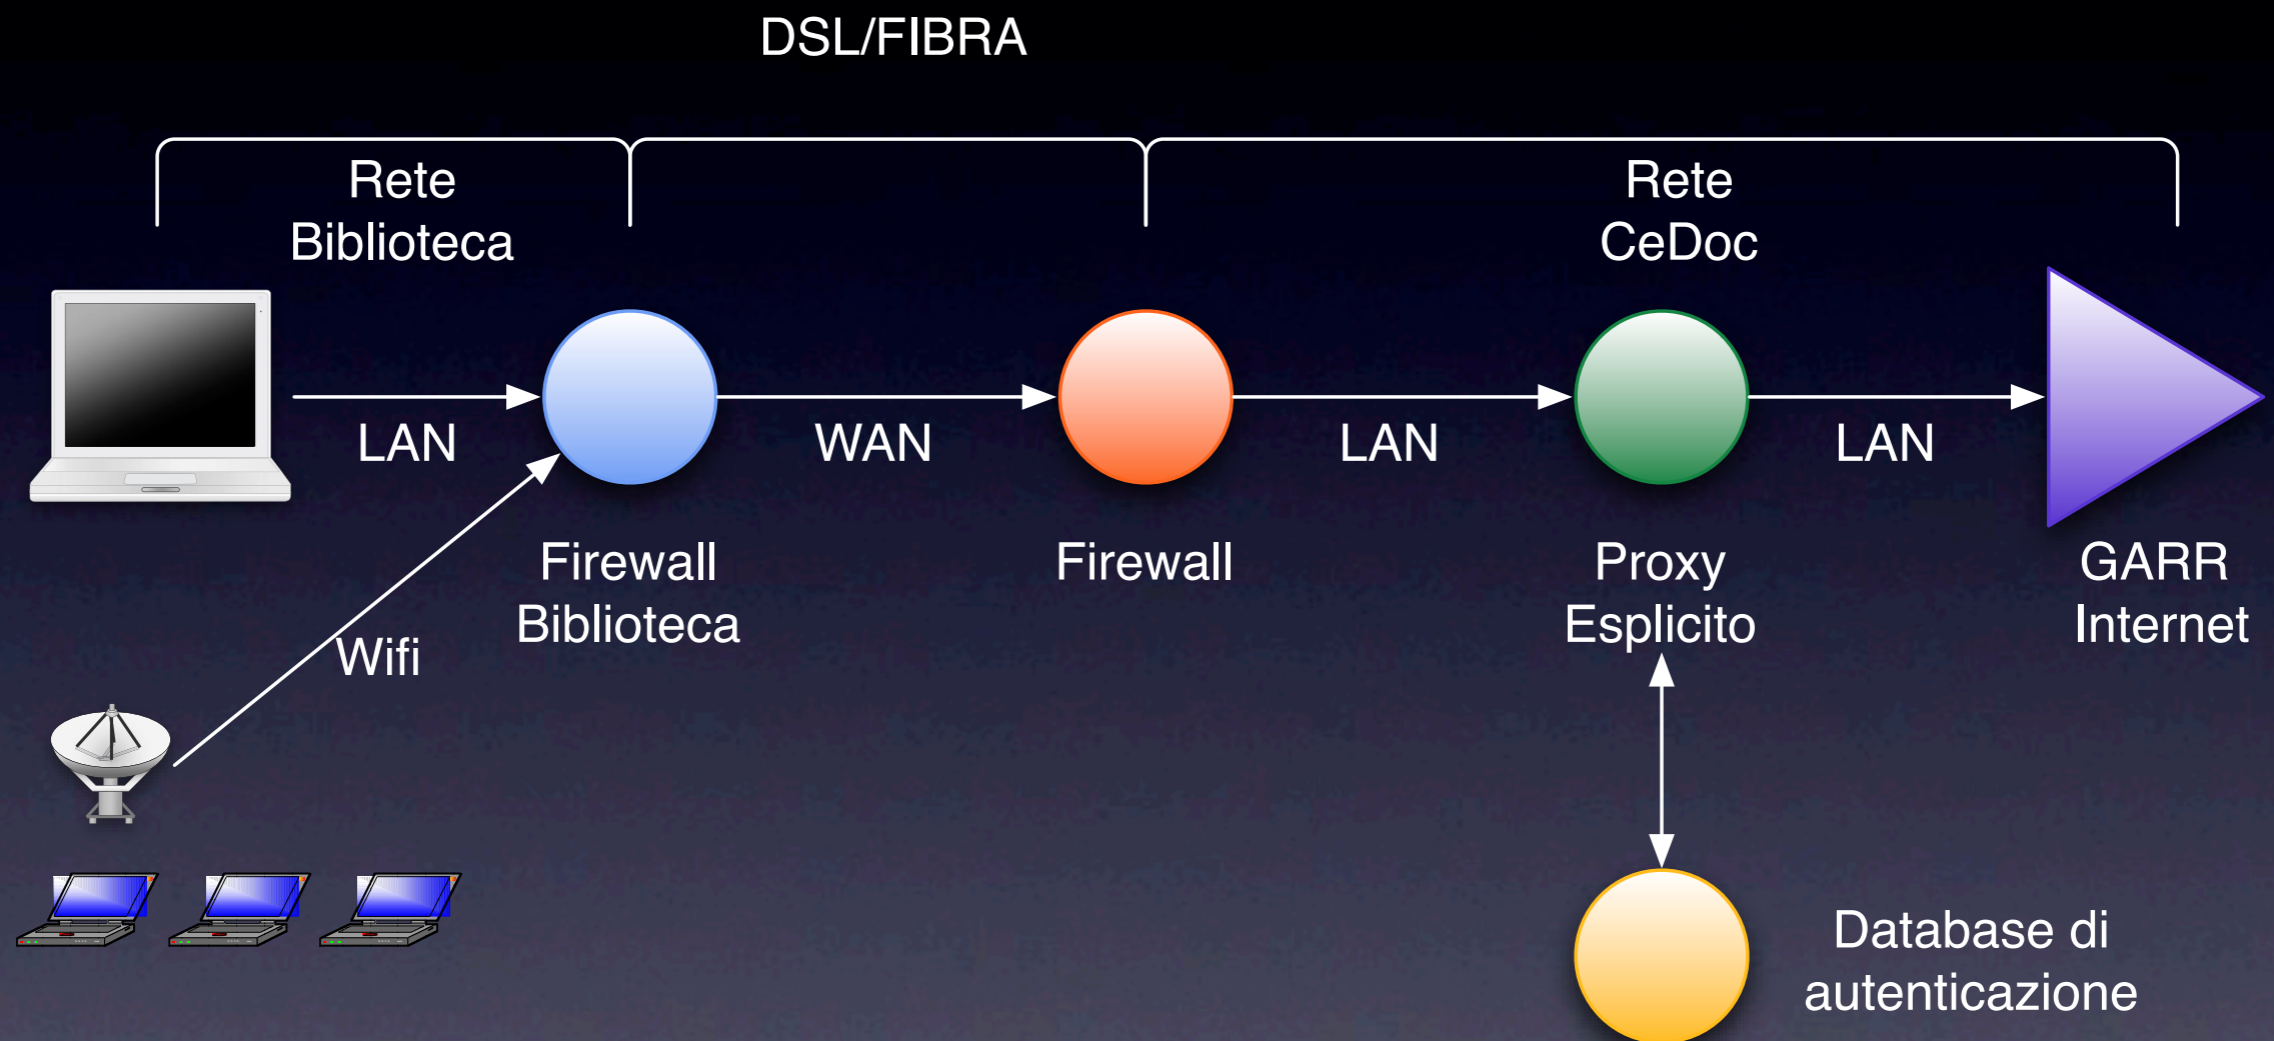 DSL/FIBRA
Rete
Biblioteca
Rete
CeDoc
LAN
WAN
LAN
LAN
Firewall
Biblioteca
Firewall
Proxy
Esplicito
GARR
Internet
Wifi
Database di
autenticazione